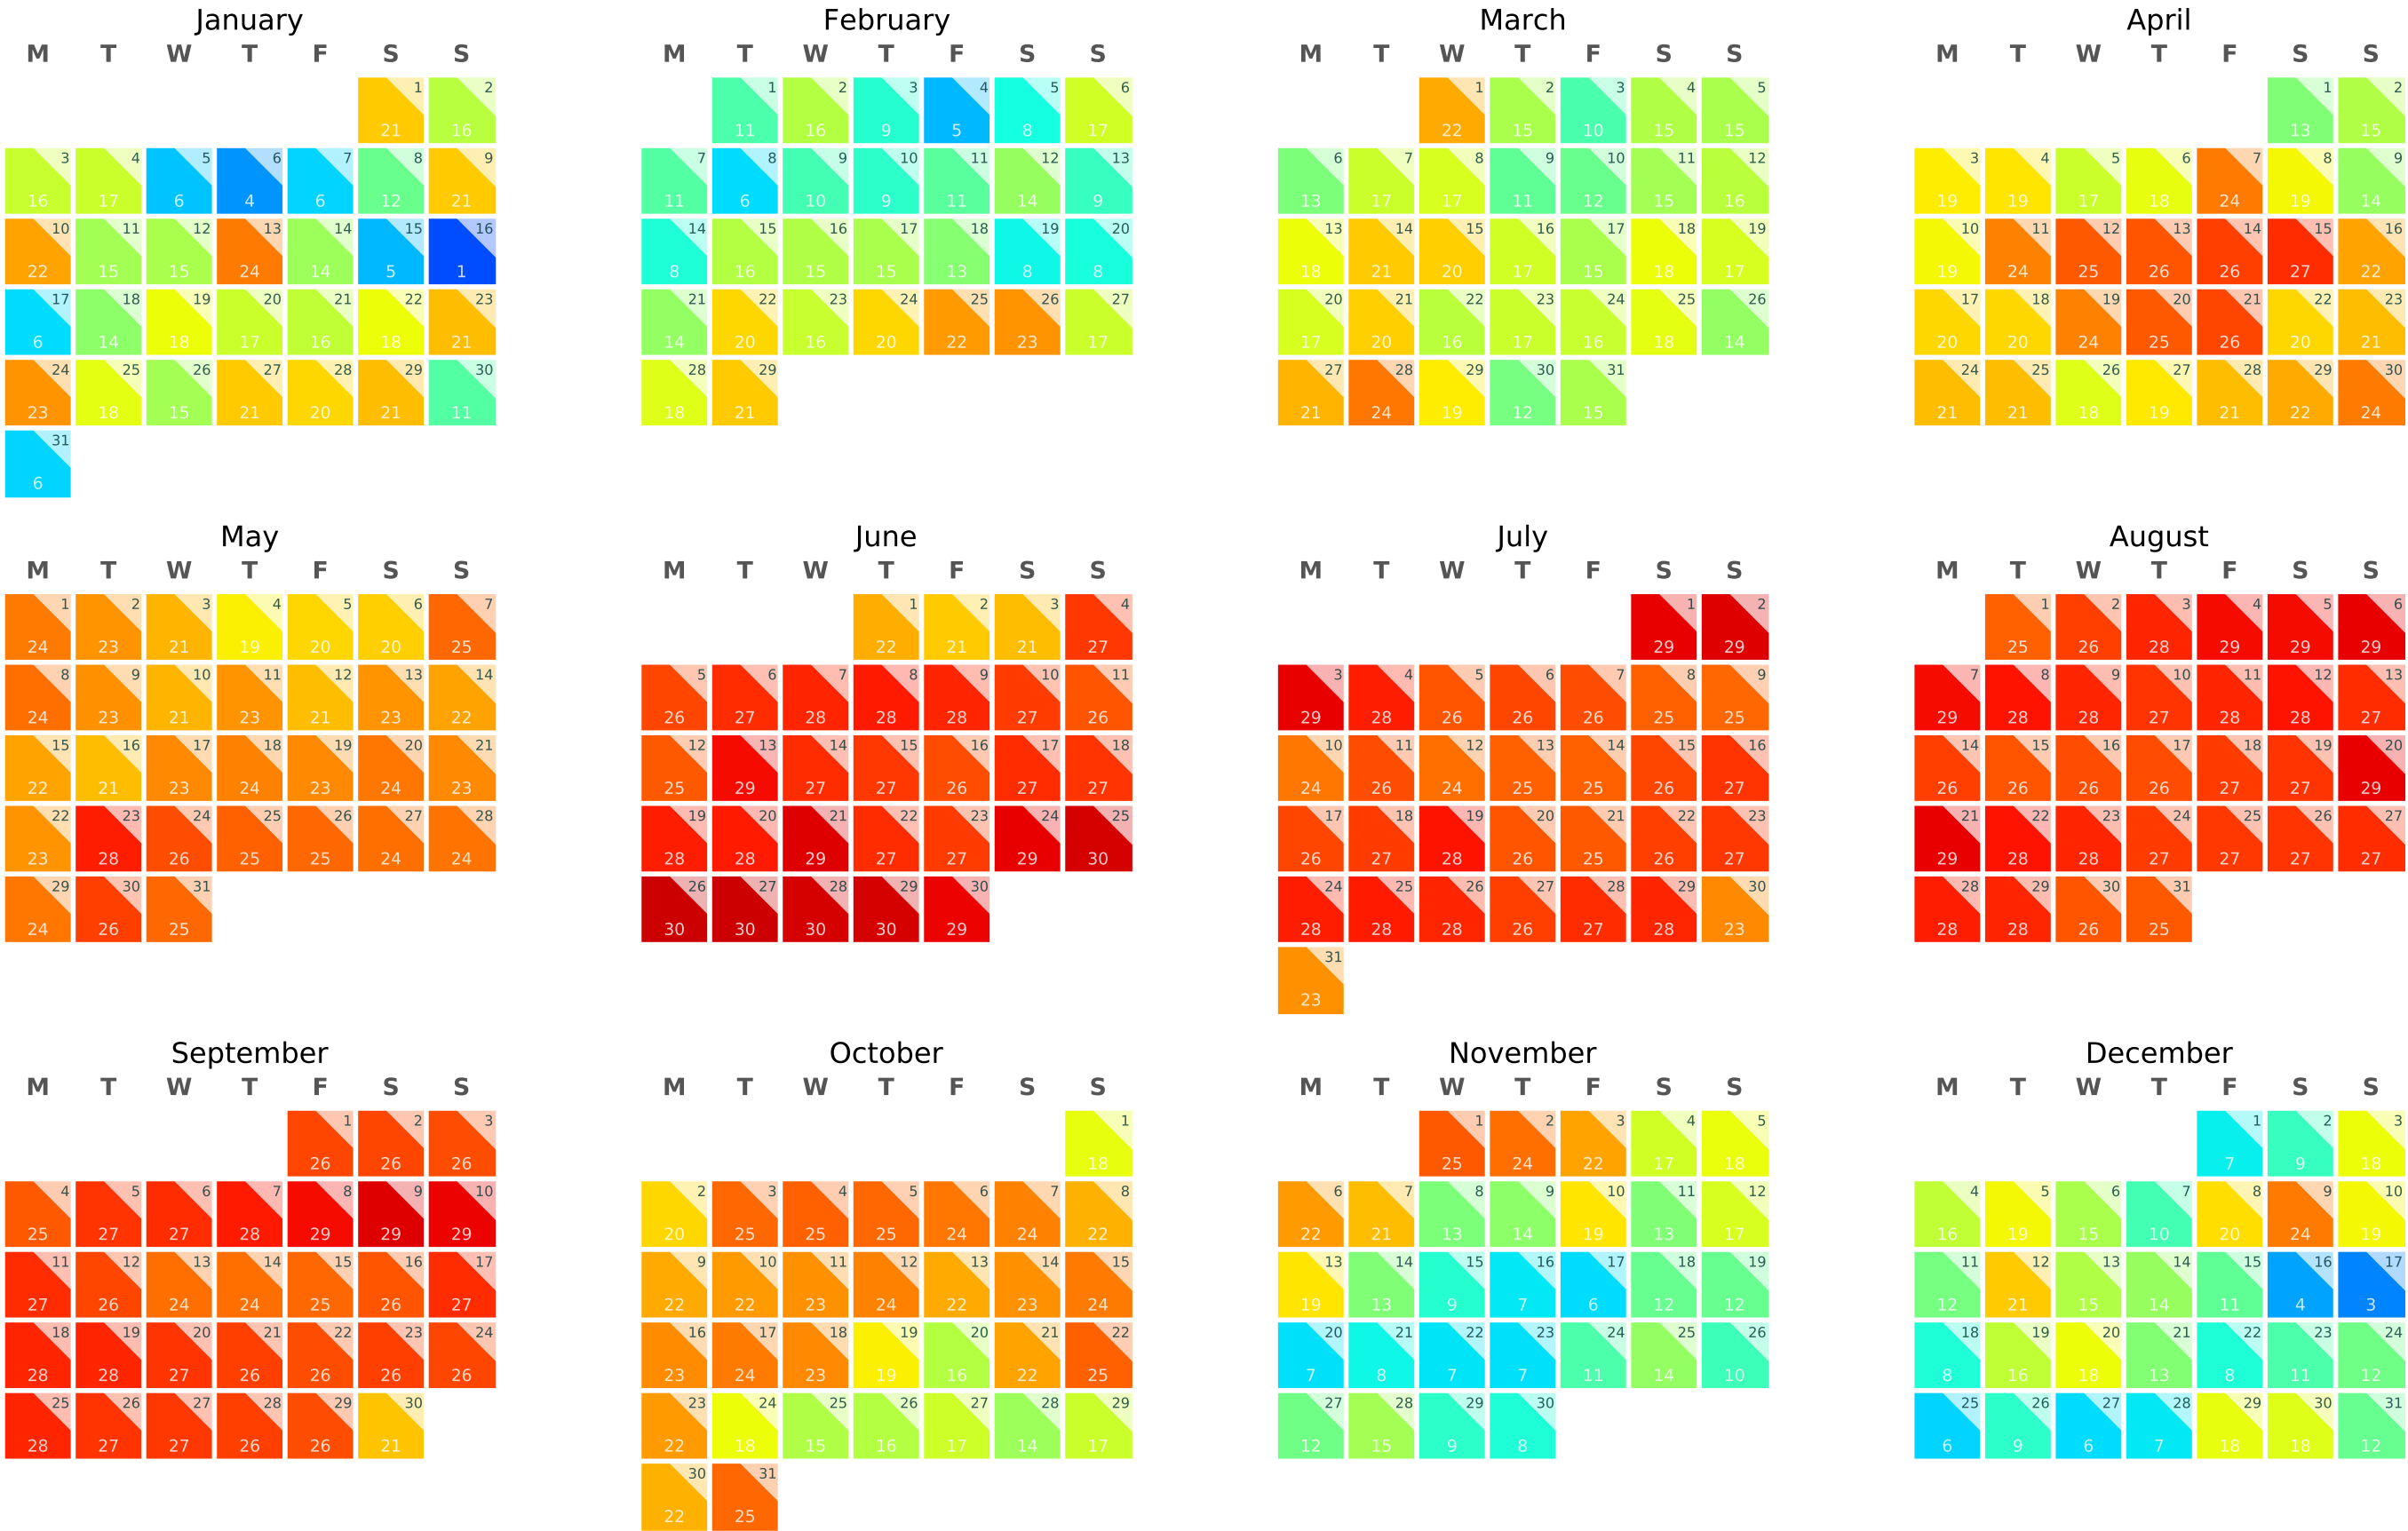 January February March April
M T W T F S S M T W T F S S M T W T F S S M T W T F S S
1 2 1 2 3 4 5 6 1 2 3 4 5 1 2
21 16 11 16 9 5 8 17 22 15 10 15 15 13 15
3 4 5 6 7 8 9 7 8 9 10 11 12 13 6 7 8 9 10 11 12 3 4 5 6 7 8 9
16 17 6 4 6 12 21 11 6 10 9 11 14 9 13 17 17 11 12 15 16 19 19 17 18 24 19 14
10 11 12 13 14 15 16 14 15 16 17 18 19 20 13 14 15 16 17 18 19 10 11 12 13 14 15 16
22 15 15 24 14 5 1 8 16 15 15 13 8 8 18 21 20 17 15 18 17 19 24 25 26 26 27 22
17 18 19 20 21 22 23 21 22 23 24 25 26 27 20 21 22 23 24 25 26 17 18 19 20 21 22 23
6 14 18 17 16 18 21 14 20 16 20 22 23 17 17 20 16 17 16 18 14 20 20 24 25 26 20 21
24 25 26 27 28 29 30 28 29 27 28 29 30 31 24 25 26 27 28 29 30
23 18 15 21 20 21 11 18 21 21 24 19 12 15 21 21 18 19 21 22 24
31
6
May June July August
M T W T F S S M T W T F S S M T W T F S S M T W T F S S
1 2 3 4 5 6 7 1 2 3 4 1 2 1 2 3 4 5 6
24 23 21 19 20 20 25 22 21 21 27 29 29 25 26 28 29 29 29
8 9 10 11 12 13 14 5 6 7 8 9 10 11 3 4 5 6 7 8 9 7 8 9 10 11 12 13
24 23 21 23 21 23 22 26 27 28 28 28 27 26 29 28 26 26 26 25 25 29 28 28 27 28 28 27
15 16 17 18 19 20 21 12 13 14 15 16 17 18 10 11 12 13 14 15 16 14 15 16 17 18 19 20
22 21 23 24 23 24 23 25 29 27 27 26 27 27 24 26 24 25 25 26 27 26 26 26 26 27 27 29
22 23 24 25 26 27 28 19 20 21 22 23 24 25 17 18 19 20 21 22 23 21 22 23 24 25 26 27
23 28 26 25 25 24 24 28 28 29 27 27 29 30 26 27 28 26 25 26 27 29 28 28 27 27 27 27
29 30 31 26 27 28 29 30 24 25 26 27 28 29 30 28 29 30 31
24 26 25 30 30 30 30 29 28 28 28 26 27 28 23 28 28 26 25
31
23
September October November December
M T W T F S S M T W T F S S M T W T F S S M T W T F S S
1 2 3 1 1 2 3 4 5 1 2 3
26 26 26 18 25 24 22 17 18 7 9 18
4 5 6 7 8 9 10 2 3 4 5 6 7 8 6 7 8 9 10 11 12 4 5 6 7 8 9 10
25 27 27 28 29 29 29 20 25 25 25 24 24 22 22 21 13 14 19 13 17 16 19 15 10 20 24 19
11 12 13 14 15 16 17 9 10 11 12 13 14 15 13 14 15 16 17 18 19 11 12 13 14 15 16 17
27 26 24 24 25 26 27 22 22 23 24 22 23 24 19 13 9 7 6 12 12 12 21 15 14 11 4 3
18 19 20 21 22 23 24 16 17 18 19 20 21 22 20 21 22 23 24 25 26 18 19 20 21 22 23 24
28 28 27 26 26 26 26 23 24 23 19 16 22 25 7 8 7 7 11 14 10 8 16 18 13 8 11 12
25 26 27 28 29 30 23 24 25 26 27 28 29 27 28 29 30 25 26 27 28 29 30 31
28 27 27 26 26 21 22 18 15 16 17 14 17 12 15 9 8 6 9 6 7 18 18 12
30 31
22 25